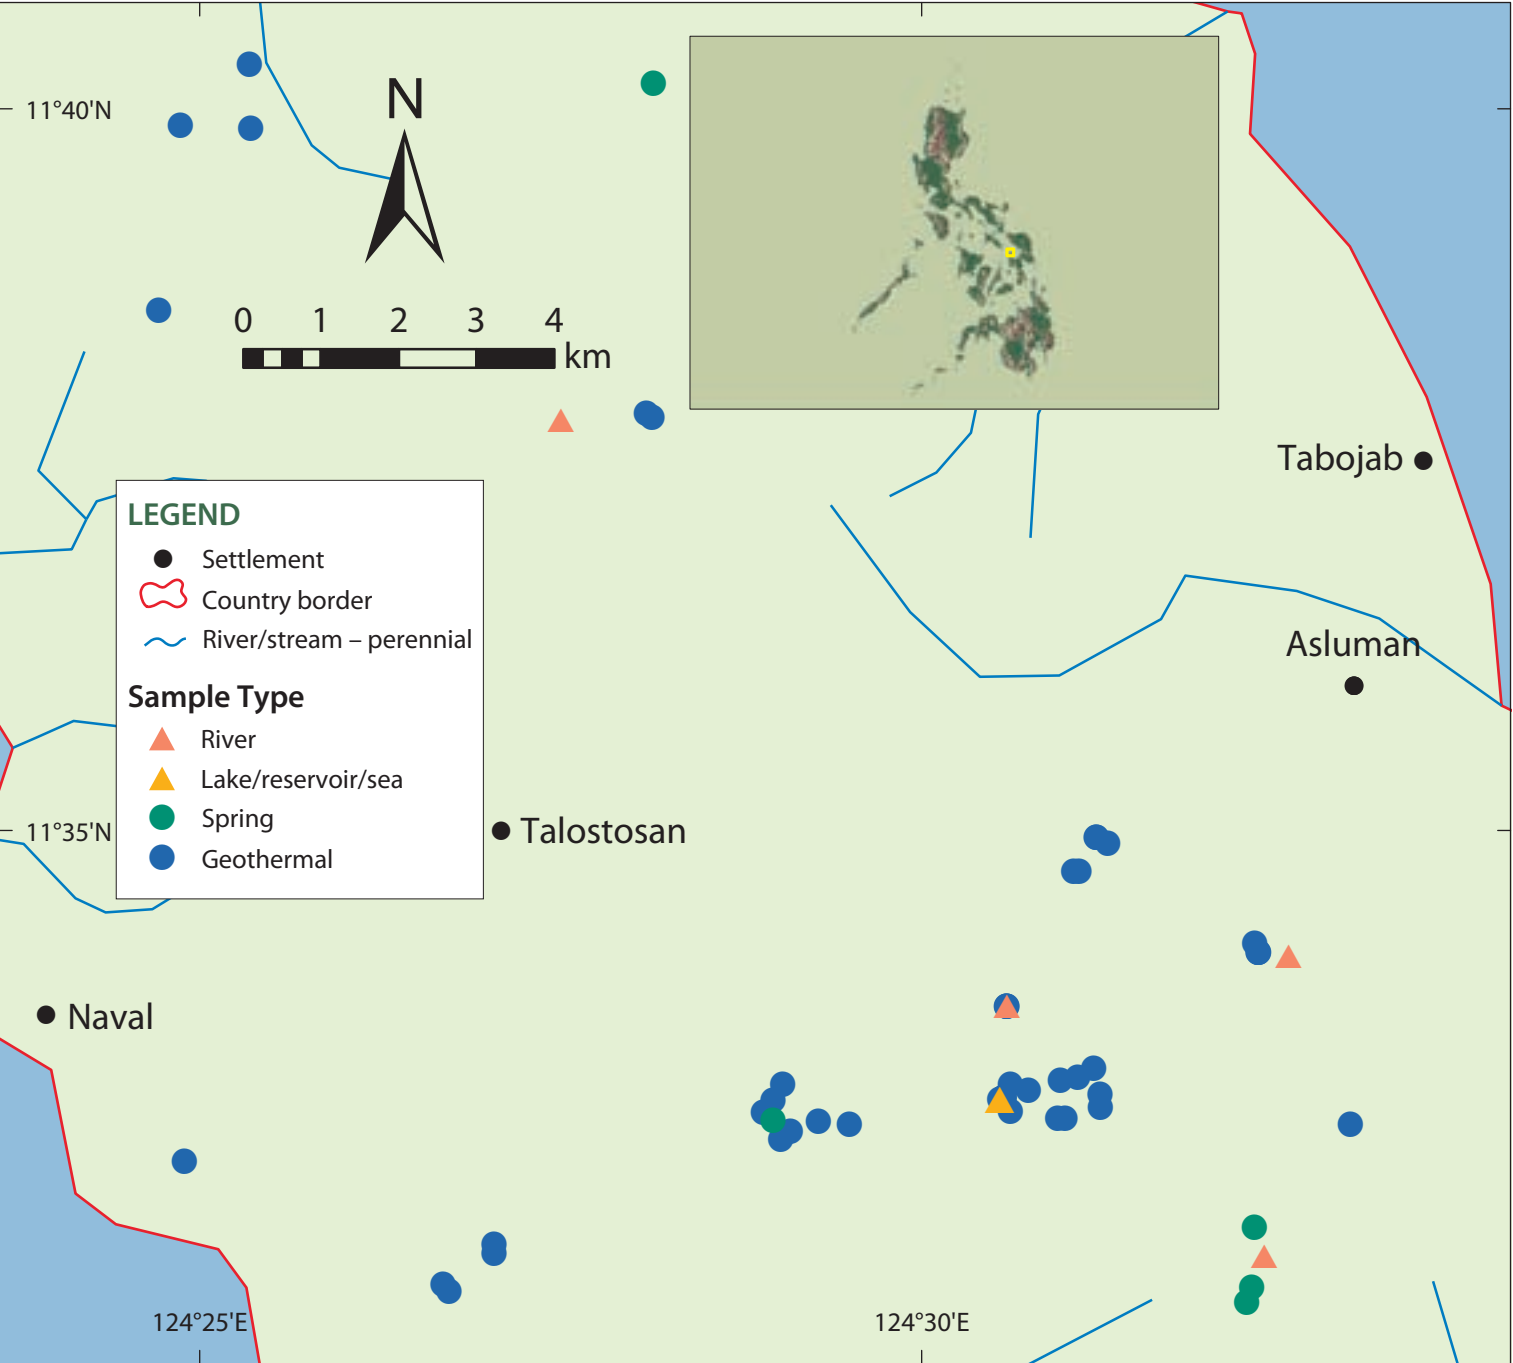 11°40'N
N
0 1 2 3 4
km
Tabojab
LEGEND
Settlement
Country border
River/stream – perennial
Asluman
Sample Type
River
Lake/reservoir/sea
Spring
Geothermal
11°35'N
Talostosan
Naval
124°25'E
124°30'E